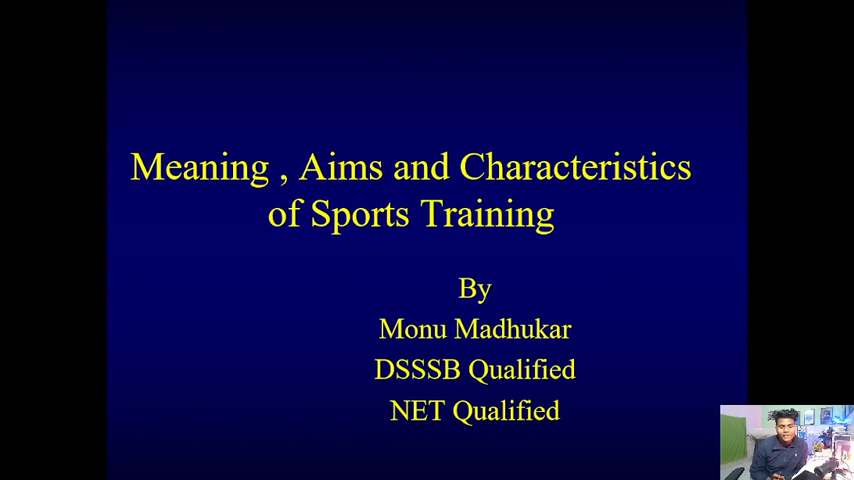 Meaning , Aims and Characteristics
of Sports Training
By
Monu Madhukar
DSSSB Qualified
NET Qualified